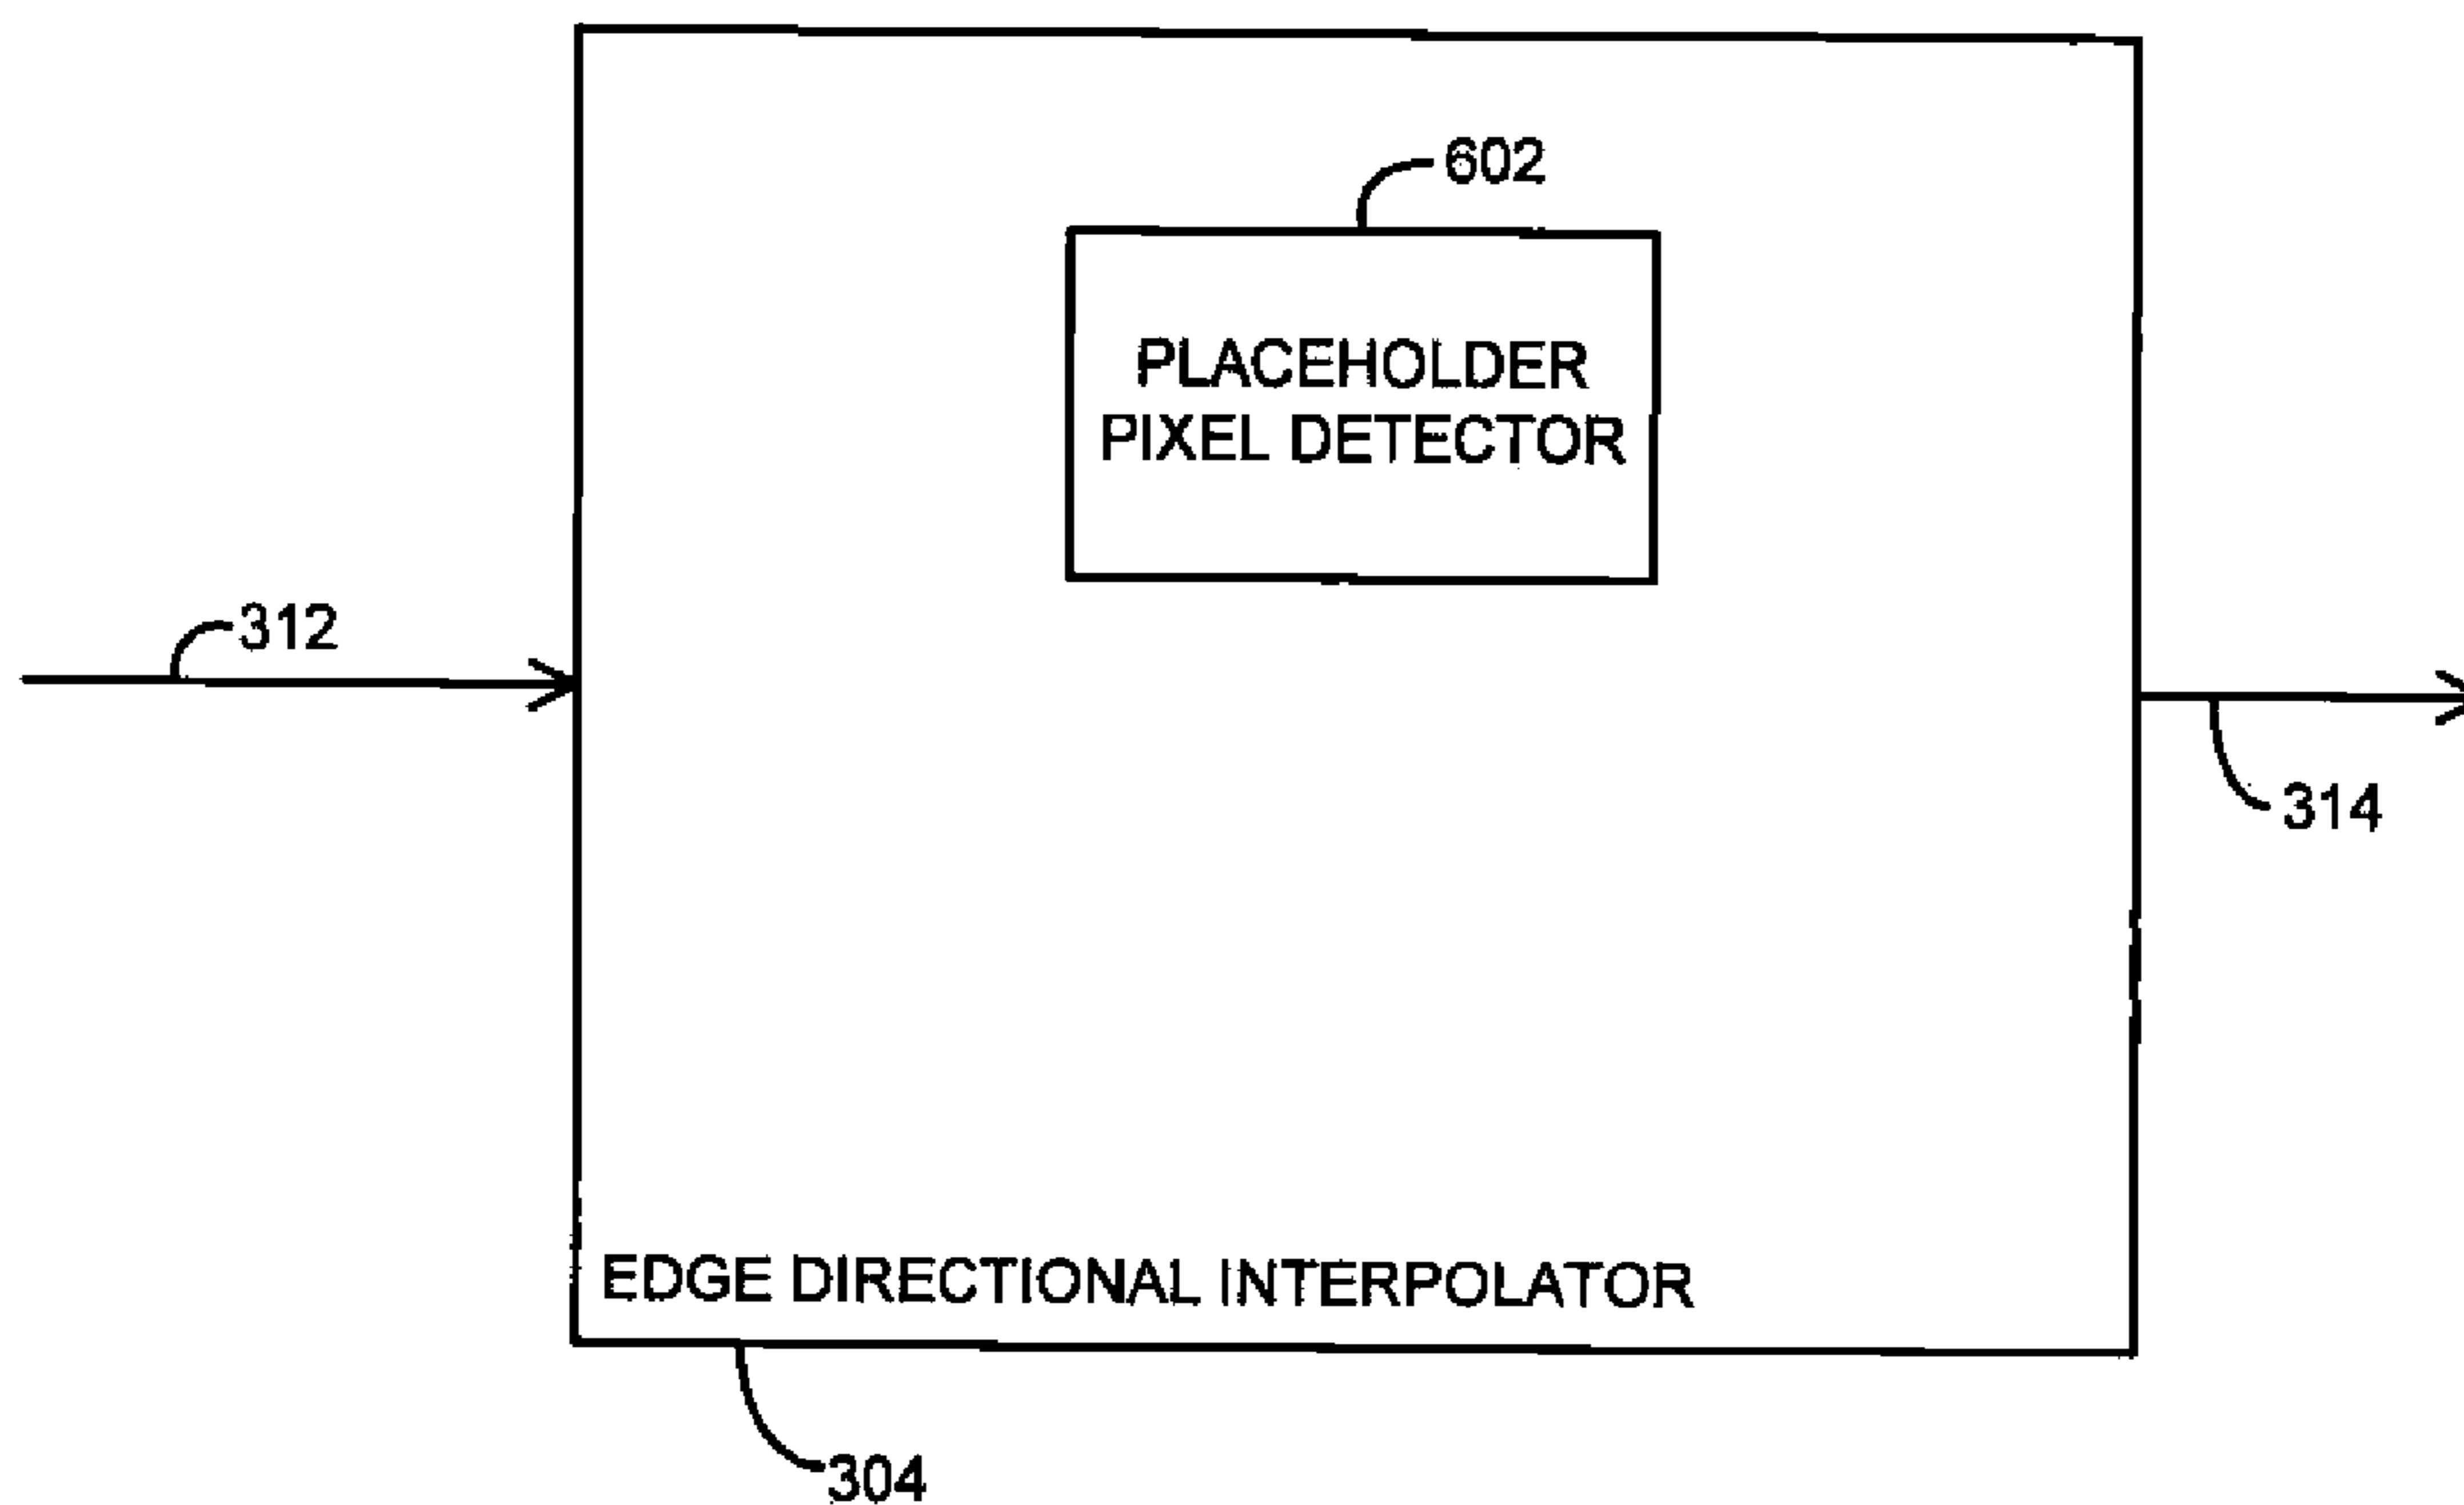 602
PLACEHOLDER
PIXEL DETECTOR
312
314
EDGE DIRECTIONAL INTERPOLATOR
304